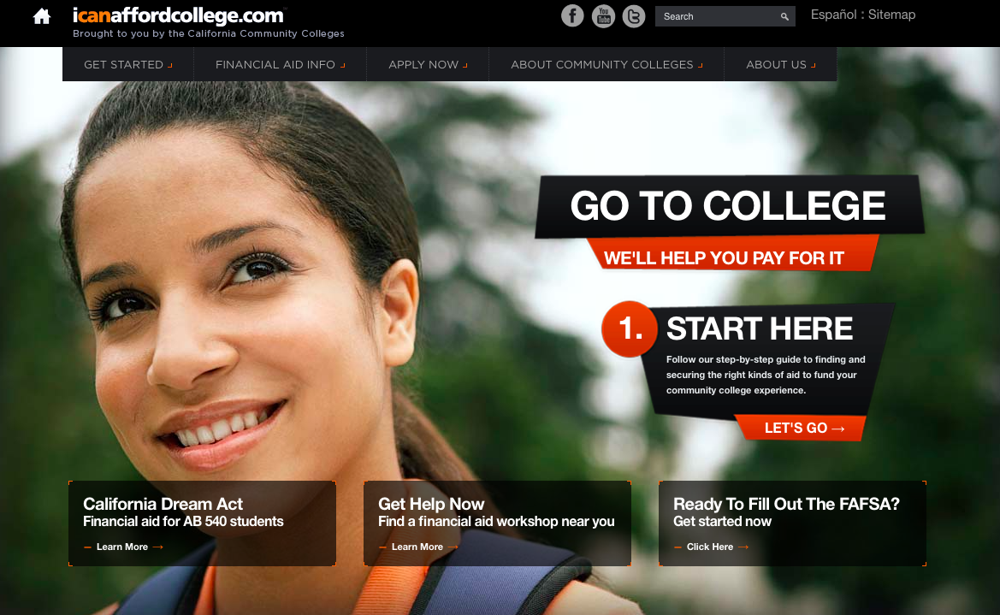 icanaffordcollege.com
Brought to you by the California Community Colleges
f
You Tube
t
Search
Español : Sitemap
GET STARTED
FINANCIAL AID INFO
APPLY NOW
ABOUT COMMUNITY COLLEGES
ABOUT US
GO TO COLLEGE
WE'LL HELP YOU PAY FOR IT
1. START HERE
Follow our step-by-step guide to finding and
securing the right kinds of aid to fund your
community college experience.
LET'S GO →
California Dream Act
Financial aid for AB 540 students
– Learn More →
Get Help Now
Find a financial aid workshop near you
– Learn More →
Ready To Fill Out The FAFSA?
Get started now
– Click Here →